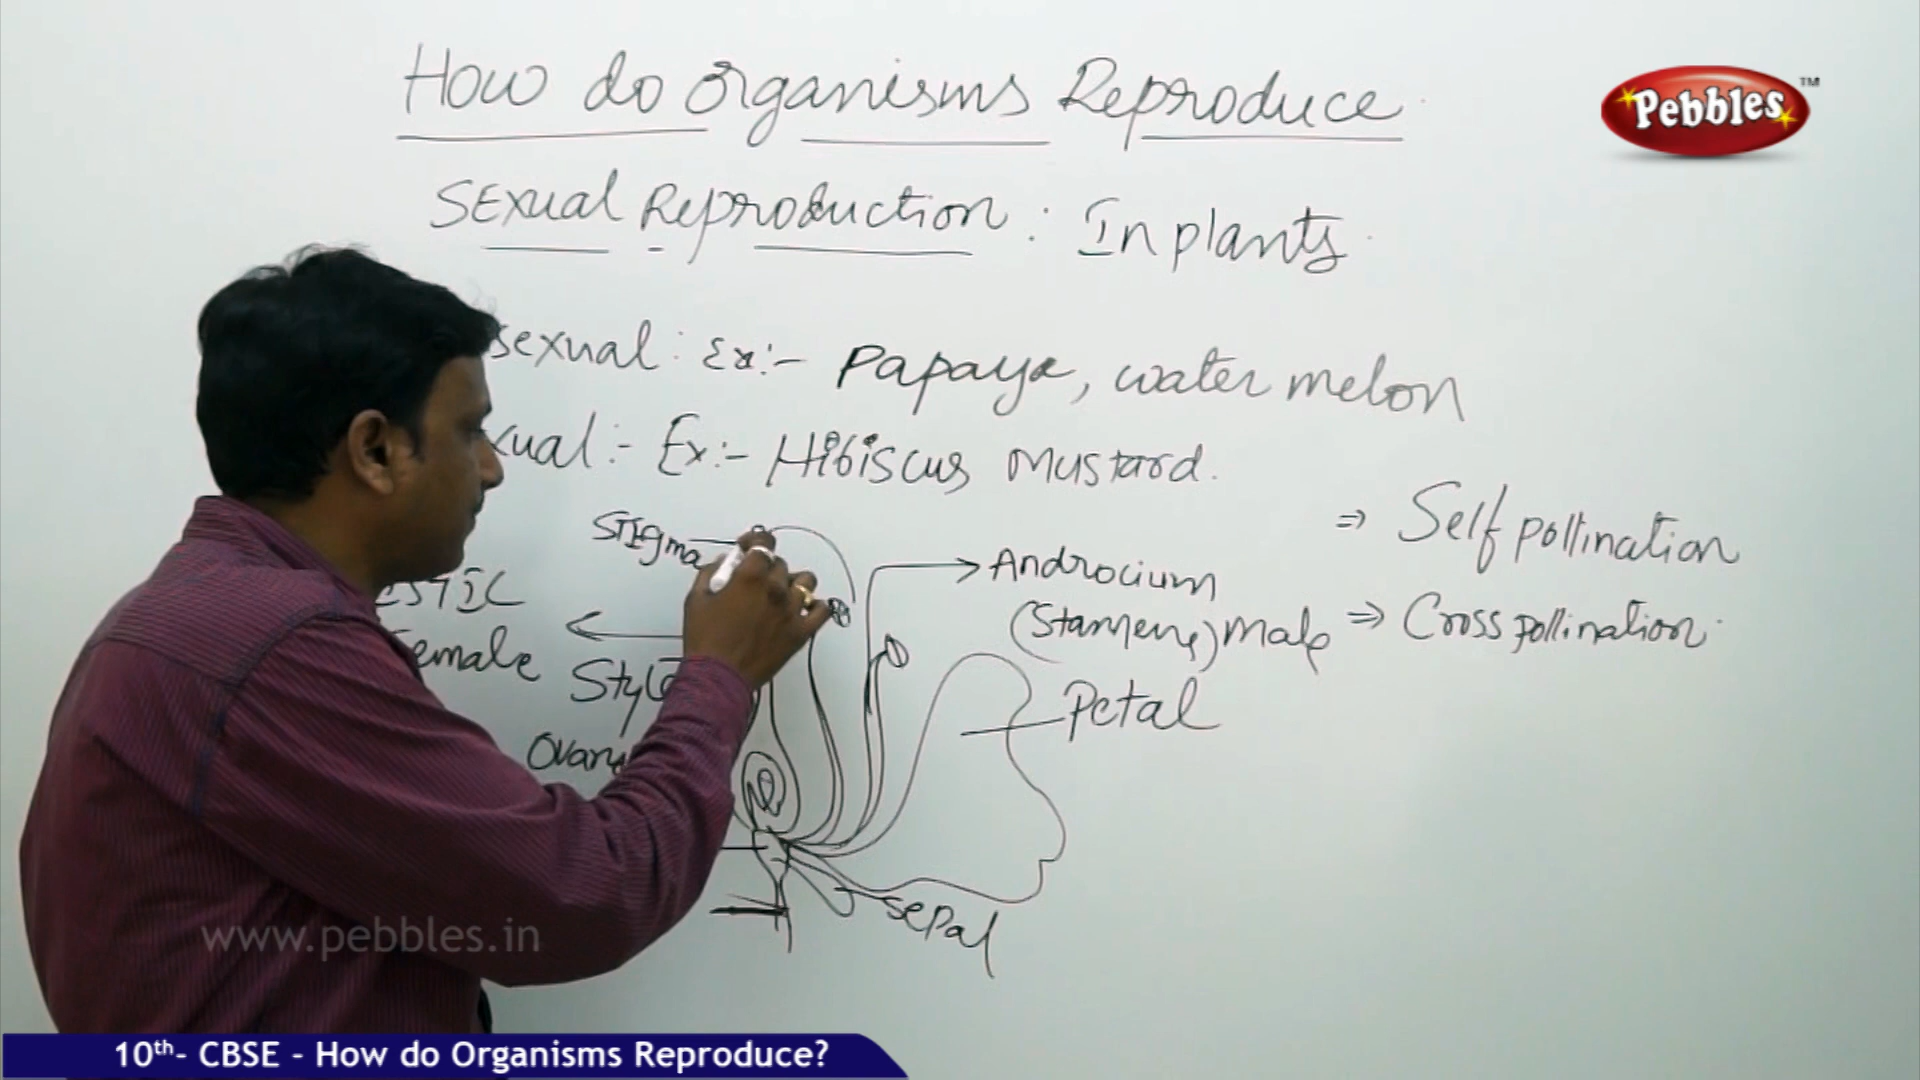 How do organisms Reproduce
Pebbles TM
SExual Reproduction : In plants
sexual : Ex:- Papaya, water melon
xual :- Ex:- Hibiscus Mustard.
Stigma
⇒ Self pollination
Androcium
(Stamens) male
⇒ Cross pollination
STIC
Female
Style
Petal
Ovary
sepal
www.pebbles.in
10th- CBSE - How do Organisms Reproduce?